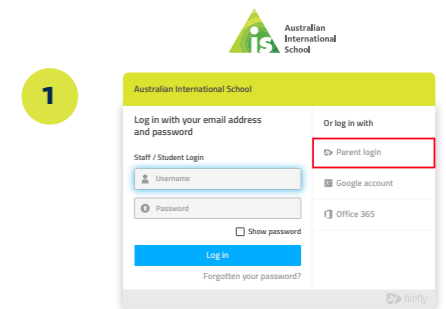 is
Australian
International
School
1
Australian International School
Log in with your email address
and password
Staff / Student Login
Username
Password
Show password
Log in
Forgotten your password?
Or log in with
Parent login
Google account
Office 365
firefly